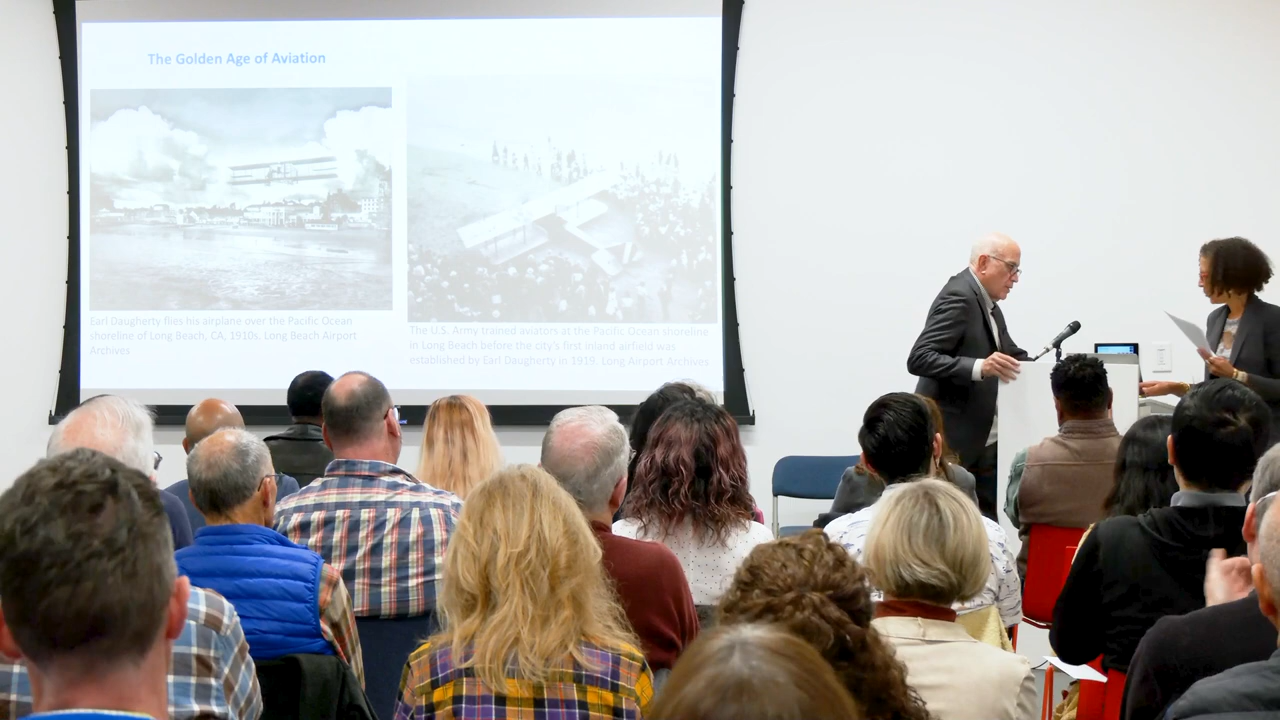 The Golden Age of Aviation
Earl Daugherty flies his airplane over the Pacific Ocean
shoreline of Long Beach, CA, 1910s. Long Beach Airport
Archives
The U.S. Army trained aviators at the Pacific Ocean shoreline
in Long Beach before the city's first inland airfield was
established by Earl Daugherty in 1919. Long Airport Archives